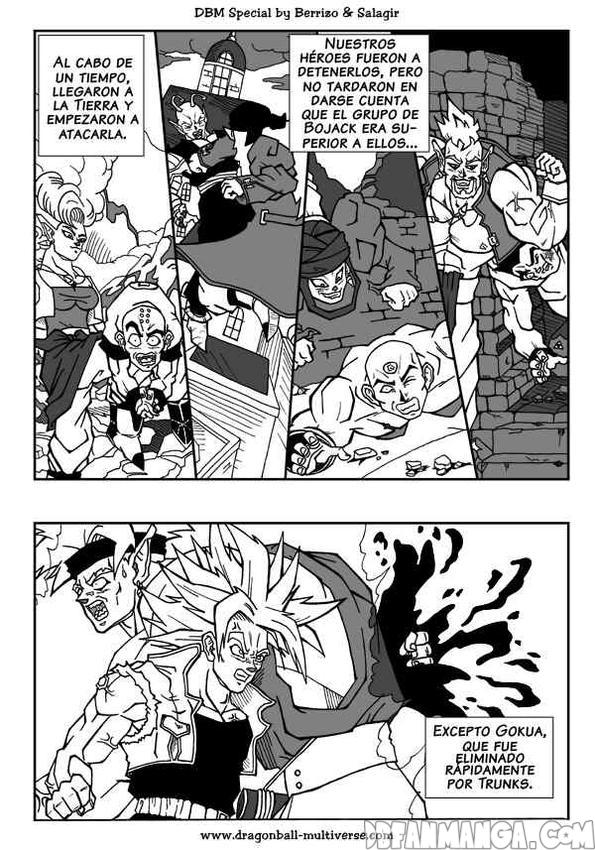 DBM Special by Berrizo & Salagir
AL CABO DE
UN TIEMPO,
LLEGARON A
LA TIERRA Y
EMPEZARON A
ATACARLA.
NUESTROS
HÉROES FUERON A
DETENERLOS, PERO
NO TARDARON EN
DARSE CUENTA
QUE EL GRUPO DE
BOJACK ERA SU-
PERIOR A ELLOS...
EXCEPTO GOKUA,
QUE FUE
ELIMINADO
RÁPIDAMENTE
POR TRUNKS.
www.dragonball-multiverse.com
DBFANMANGA.COM